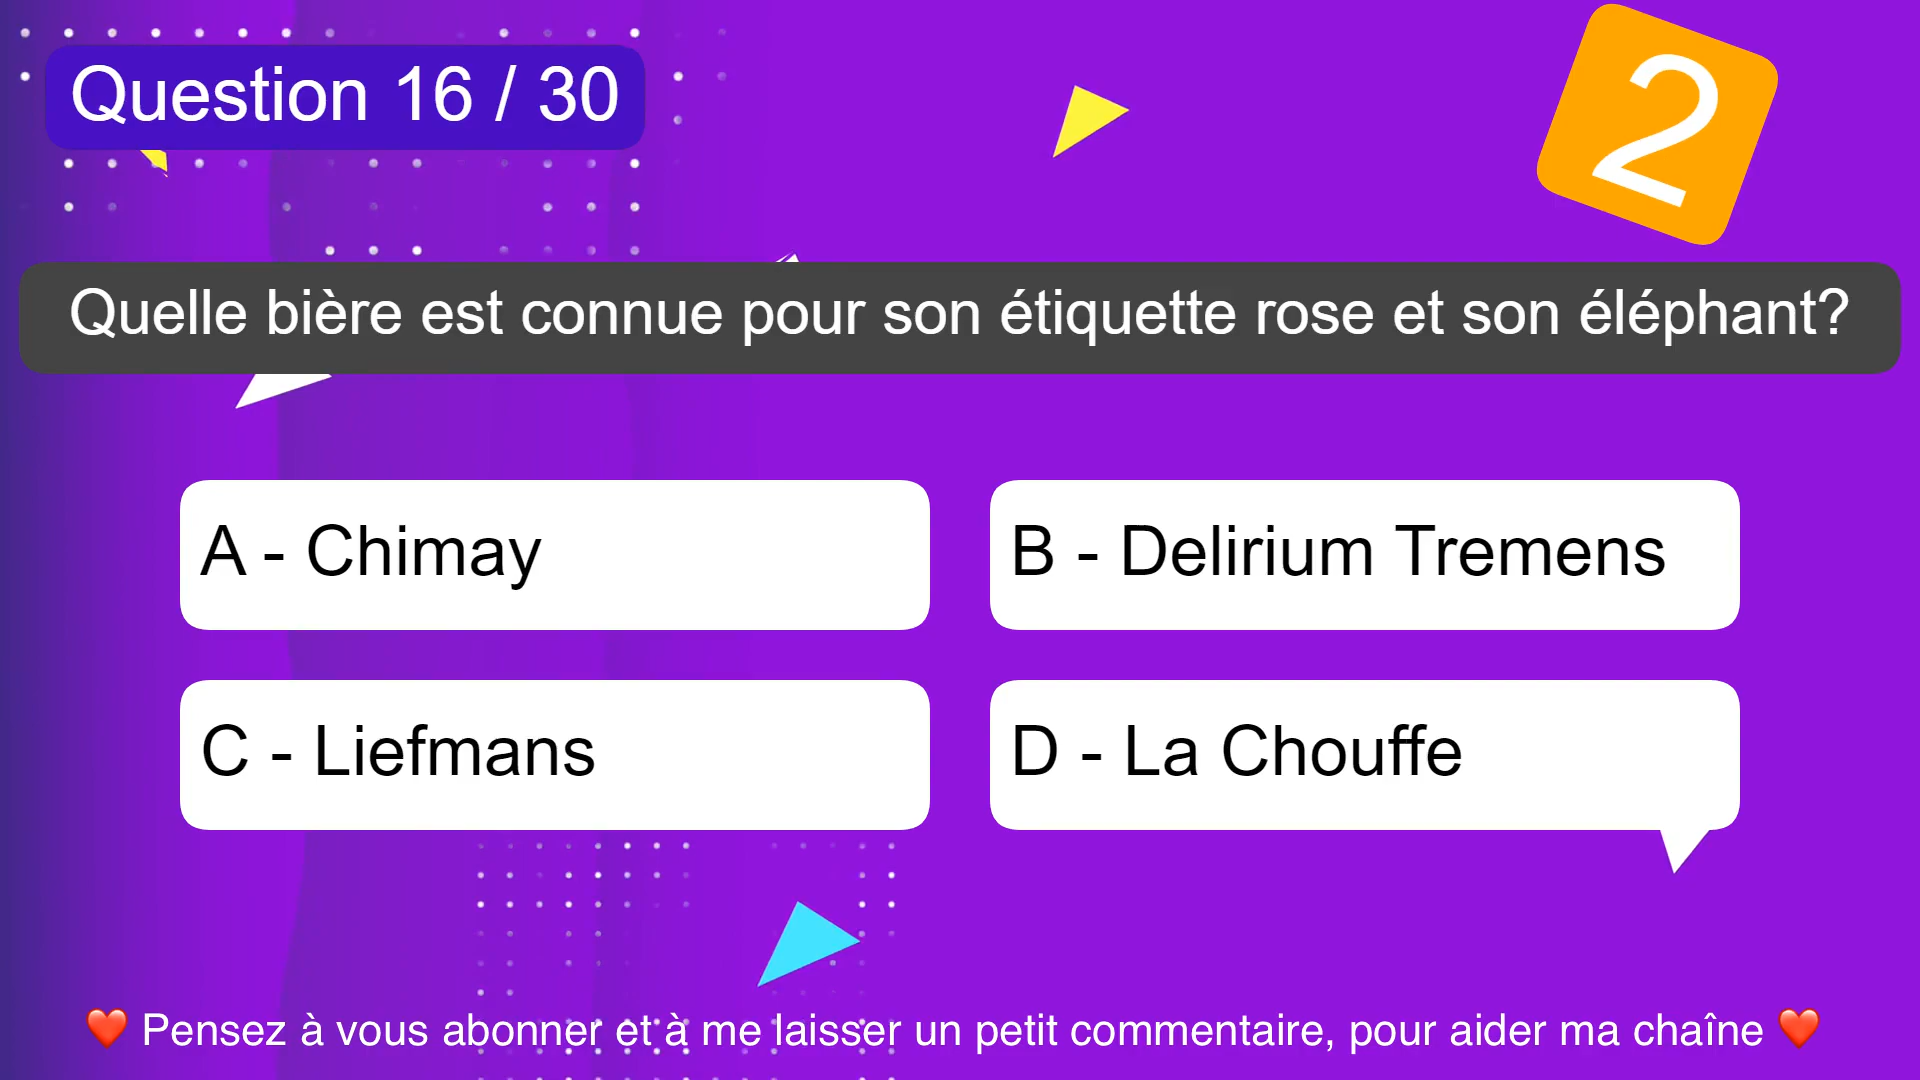 Question 16 / 30
2
Quelle bière est connue pour son étiquette rose et son éléphant?
A - Chimay
B - Delirium Tremens
C - Liefmans
D - La Chouffe
❤️ Pensez à vous abonner et à me laisser un petit commentaire, pour aider ma chaîne ❤️